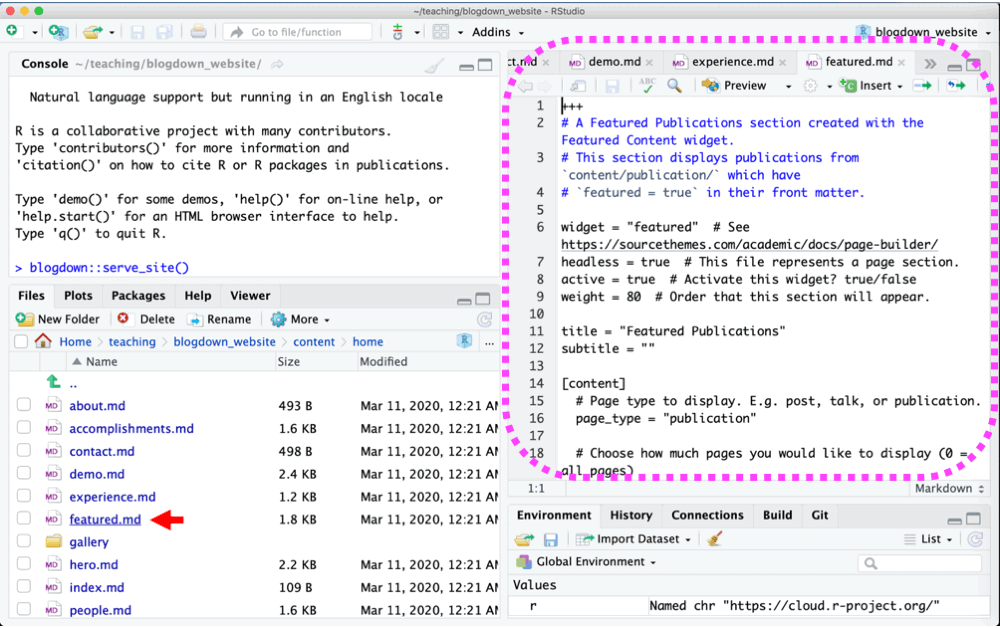 ~/teaching/blogdown_website - RStudio
Go to file/function
Addins
blogdown_website
Console ~/teaching/blogdown_website/
Natural language support but running in an English locale
R is a collaborative project with many contributors.
Type 'contributors()' for more information and
'citation()' on how to cite R or R packages in publications.
Type 'demo()' for some demos, 'help()' for on-line help, or
'help.start()' for an HTML browser interface to help.
Type 'q()' to quit R.
> blogdown::serve_site()
Files Plots Packages Help Viewer
New Folder Delete Rename More
Home teaching blogdown_website content home ...
Name Size Modified
..
MD about.md 493 B Mar 11, 2020, 12:21 AM
MD accomplishments.md 1.6 KB Mar 11, 2020, 12:21 AM
MD contact.md 498 B Mar 11, 2020, 12:21 AM
MD demo.md 2.4 KB Mar 11, 2020, 12:21 AM
MD experience.md 1.2 KB Mar 11, 2020, 12:21 AM
MD featured.md 1.8 KB Mar 11, 2020, 12:21 AM
gallery
MD hero.md 2.2 KB Mar 11, 2020, 12:21 AM
MD index.md 109 B Mar 11, 2020, 12:21 AM
MD people.md 1.6 KB Mar 11, 2020, 12:21 AM
ct.md MD demo.md MD experience.md MD featured.md
ABC Preview Insert
1 +++
2 # A Featured Publications section created with the
Featured Content widget.
3 # This section displays publications from
`content/publication/` which have
4 # `featured = true` in their front matter.
5
6 widget = "featured" # See
https://sourcethemes.com/academic/docs/page-builder/
7 headless = true # This file represents a page section.
8 active = true # Activate this widget? true/false
9 weight = 80 # Order that this section will appear.
10
11 title = "Featured Publications"
12 subtitle = ""
13
14 [content]
15 # Page type to display. E.g. post, talk, or publication.
16 page_type = "publication"
17
18 # Choose how much pages you would like to display (0 =
all pages)
1:1 Markdown
Environment History Connections Build Git
Import Dataset List
Global Environment
Values
r Named chr "https://cloud.r-project.org/"